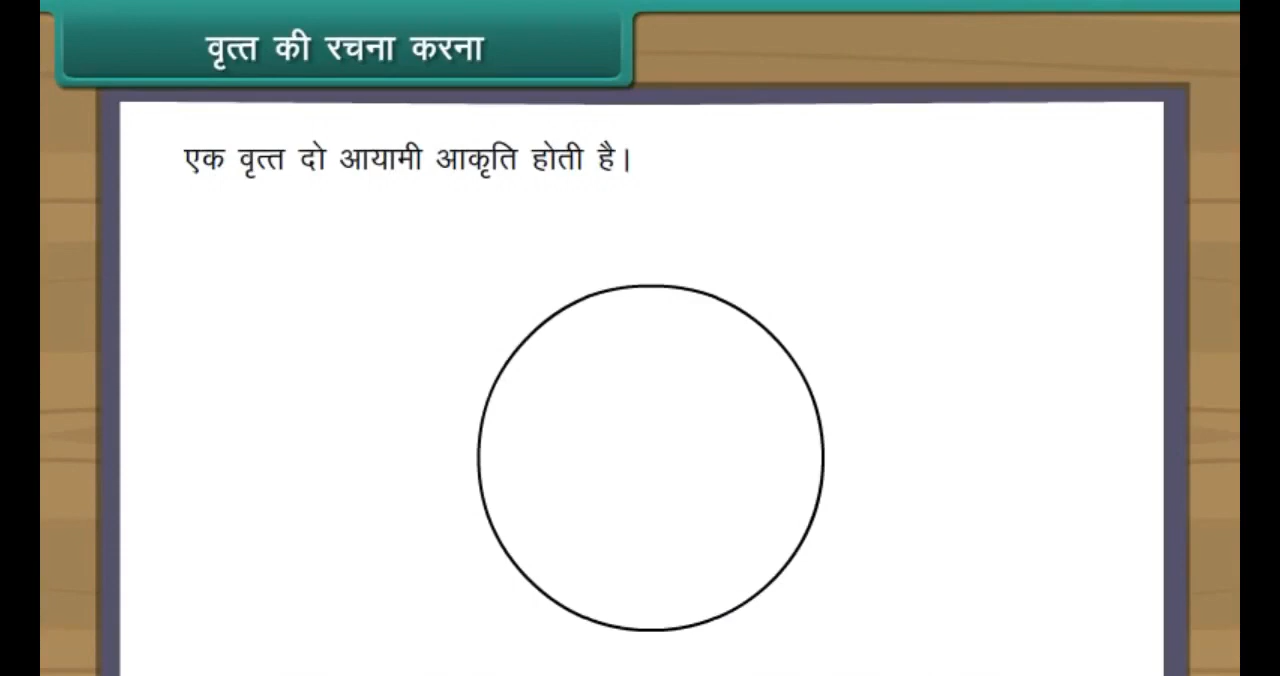 वृत्त की रचना करना
एक वृत्त दो आयामी आकृति होती है।